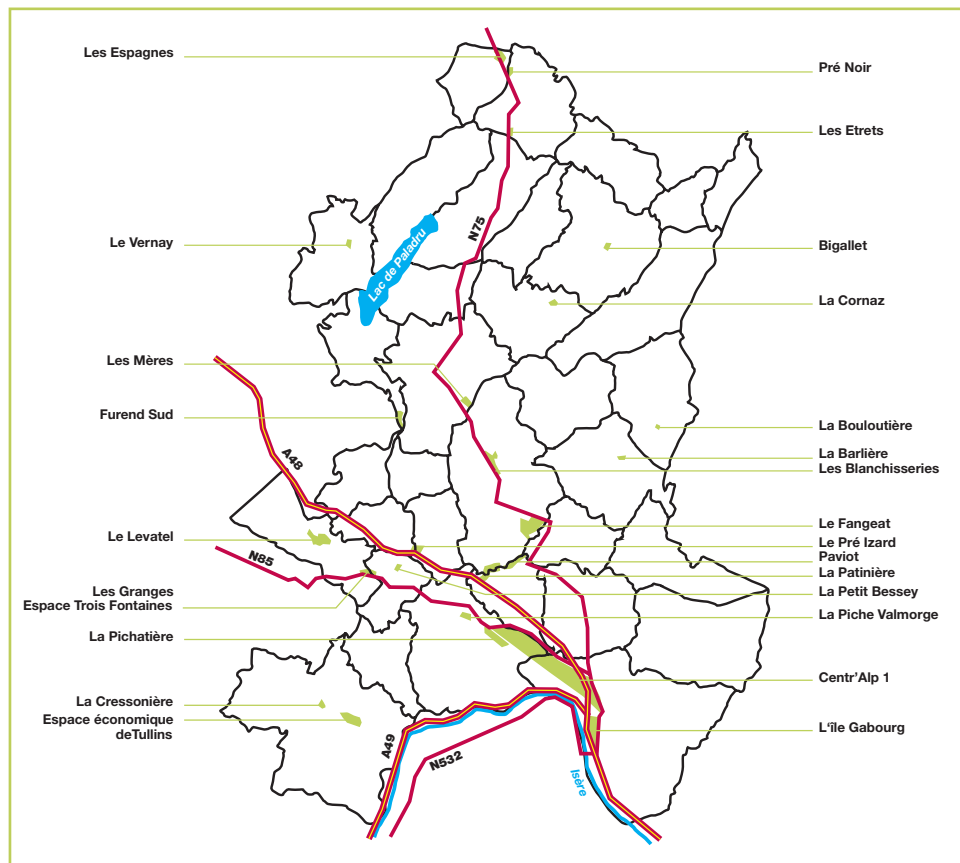 Les Espagnes
Pré Noir
Les Etrets
N75
Le Vernay
Bigallet
Lac de Paladru
La Cornaz
Les Mères
Furend Sud
La Bouloutière
A48
La Barlière
Les Blanchisseries
Le Fangeat
Le Levatel
Le Pré Izard
N85
Paviot
La Patinière
Les Granges
Espace Trois Fontaines
La Petit Bessey
La Piche Valmorge
La Pichatière
Centr'Alp 1
La Cressonière
Espace économique
deTullins
L'île Gabourg
A49
N532
Isère